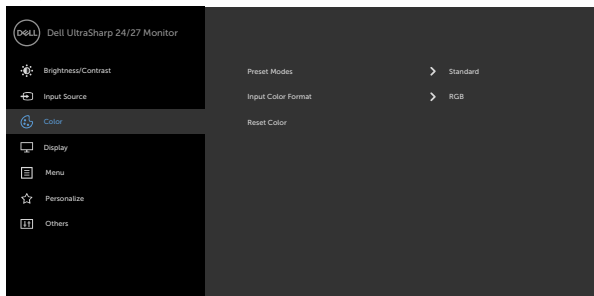 DELL
Dell UltraSharp 24/27 Monitor
Brightness/Contrast
Input Source
Color
Display
Menu
Personalize
Others
Preset Modes
Standard
Input Color Format
RGB
Reset Color